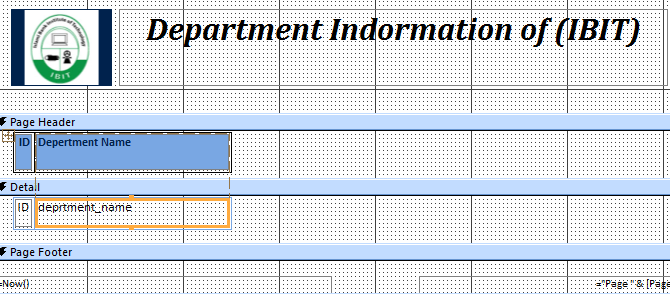 Department Indormation of (IBIT)
IBIT
Page Header
ID Depertment Name
Detail
ID deprtment_name
Page Footer
=Now() ="Page " & [Pag